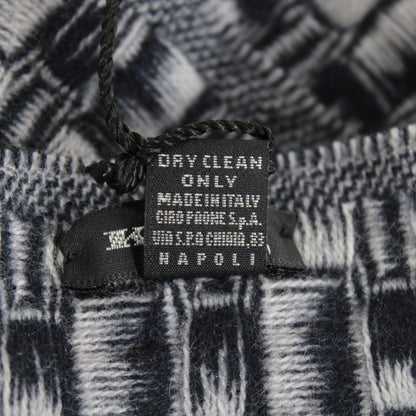 DRY CLEAN
ONLY
MADE IN ITALY
CIRO PAONE S.p.A.
NAPOLI